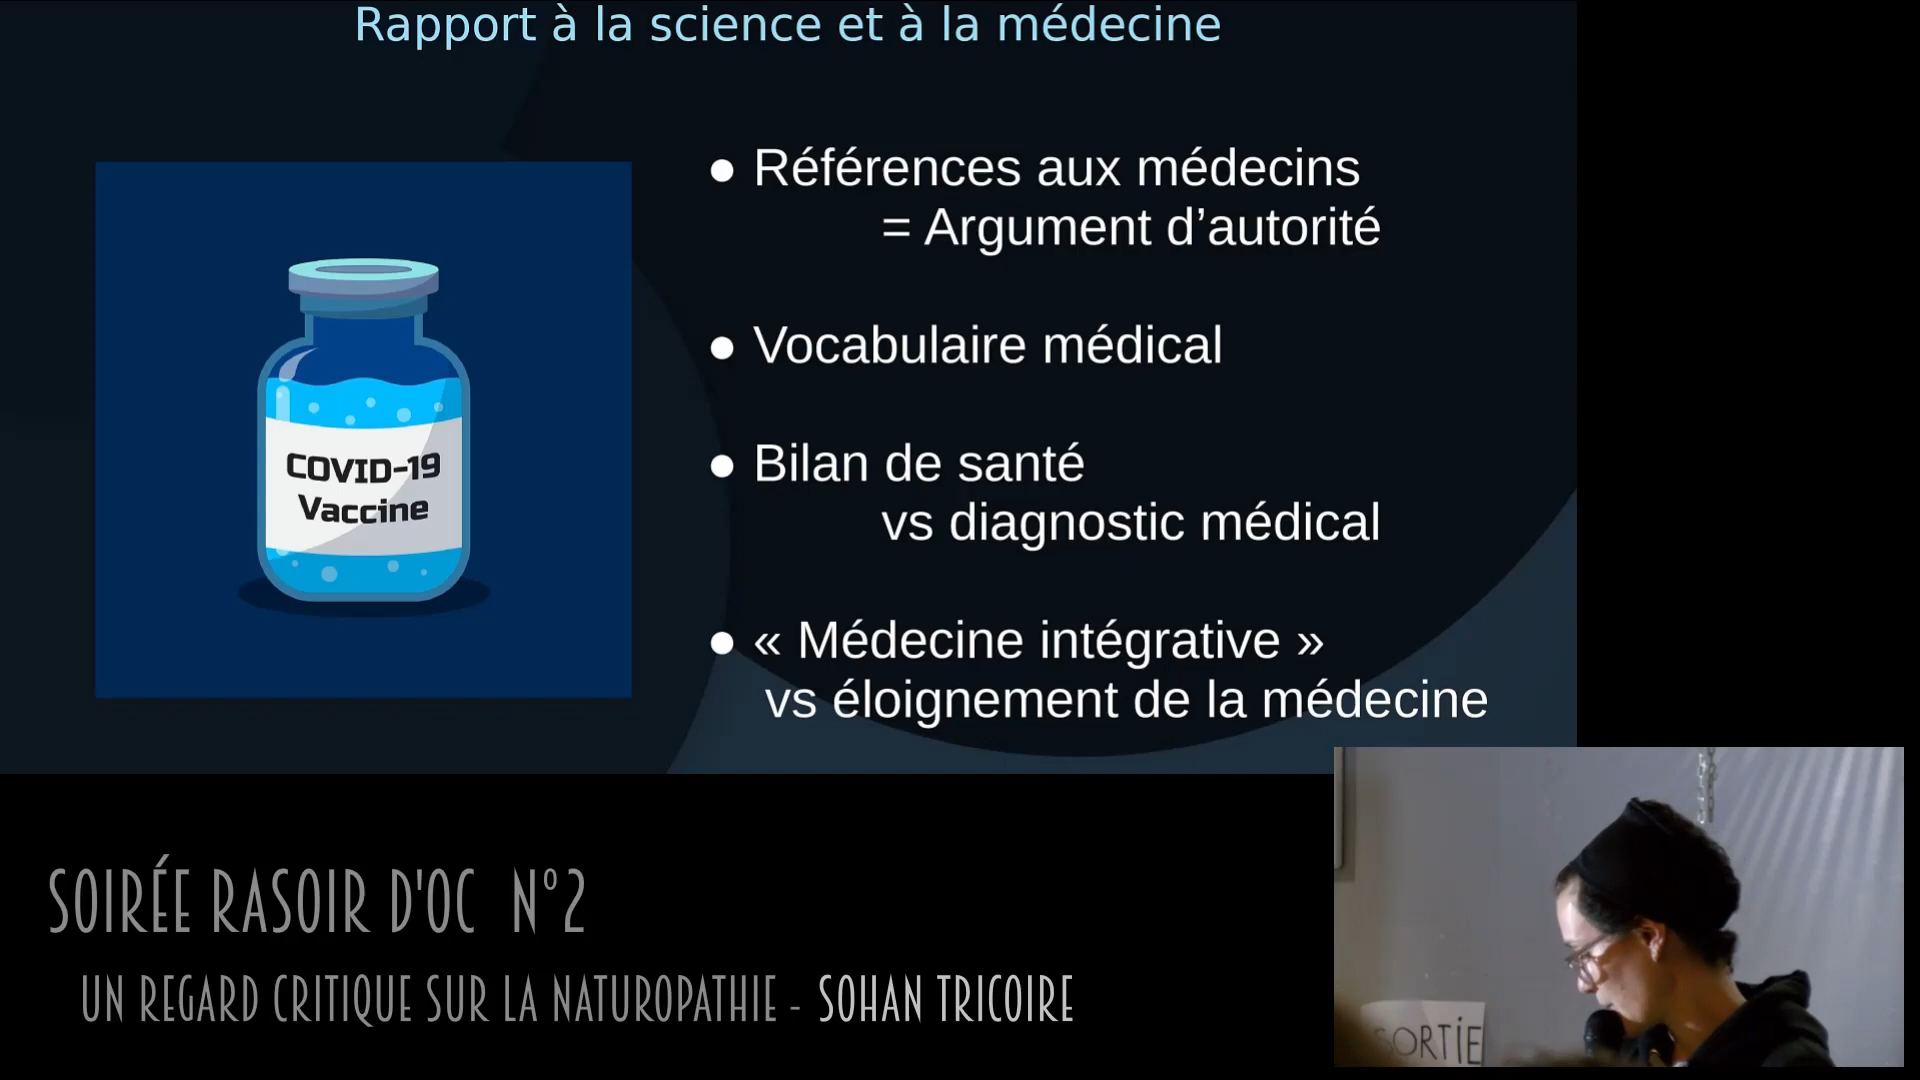 Rapport à la science et à la médecine
● Références aux médecins
= Argument d’autorité
● Vocabulaire médical
● Bilan de santé
vs diagnostic médical
● « Médecine intégrative »
vs éloignement de la médecine
COVID-19
Vaccine
SOIRÉE RASOIR D'OC N°2
UN REGARD CRITIQUE SUR LA NATUROPATHIE - SOHAN TRICOIRE
SORTiE